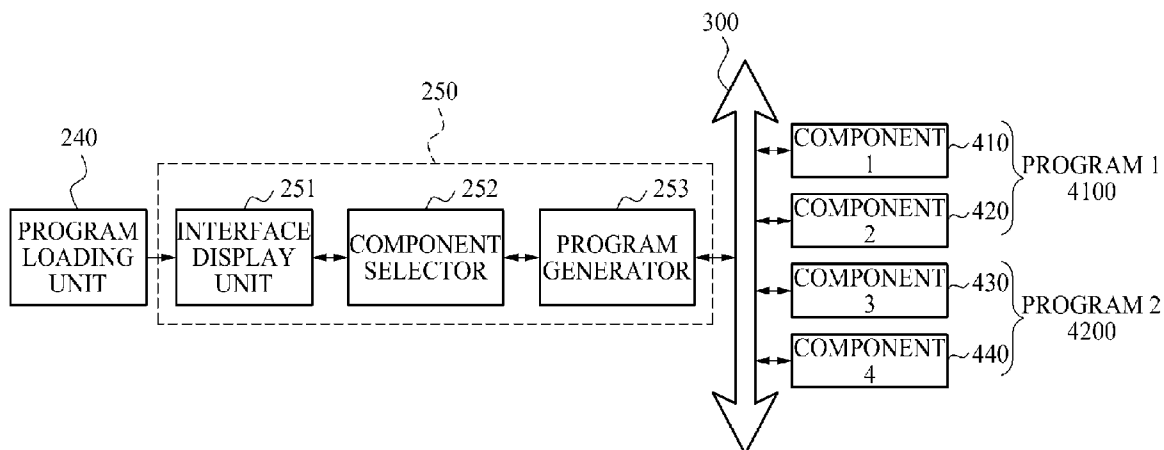 300
250
240
251
252
253
PROGRAM
LOADING
UNIT
INTERFACE
DISPLAY
UNIT
COMPONENT
SELECTOR
PROGRAM
GENERATOR
COMPONENT
1
410
COMPONENT
2
420
PROGRAM 1
4100
COMPONENT
3
430
COMPONENT
4
440
PROGRAM 2
4200